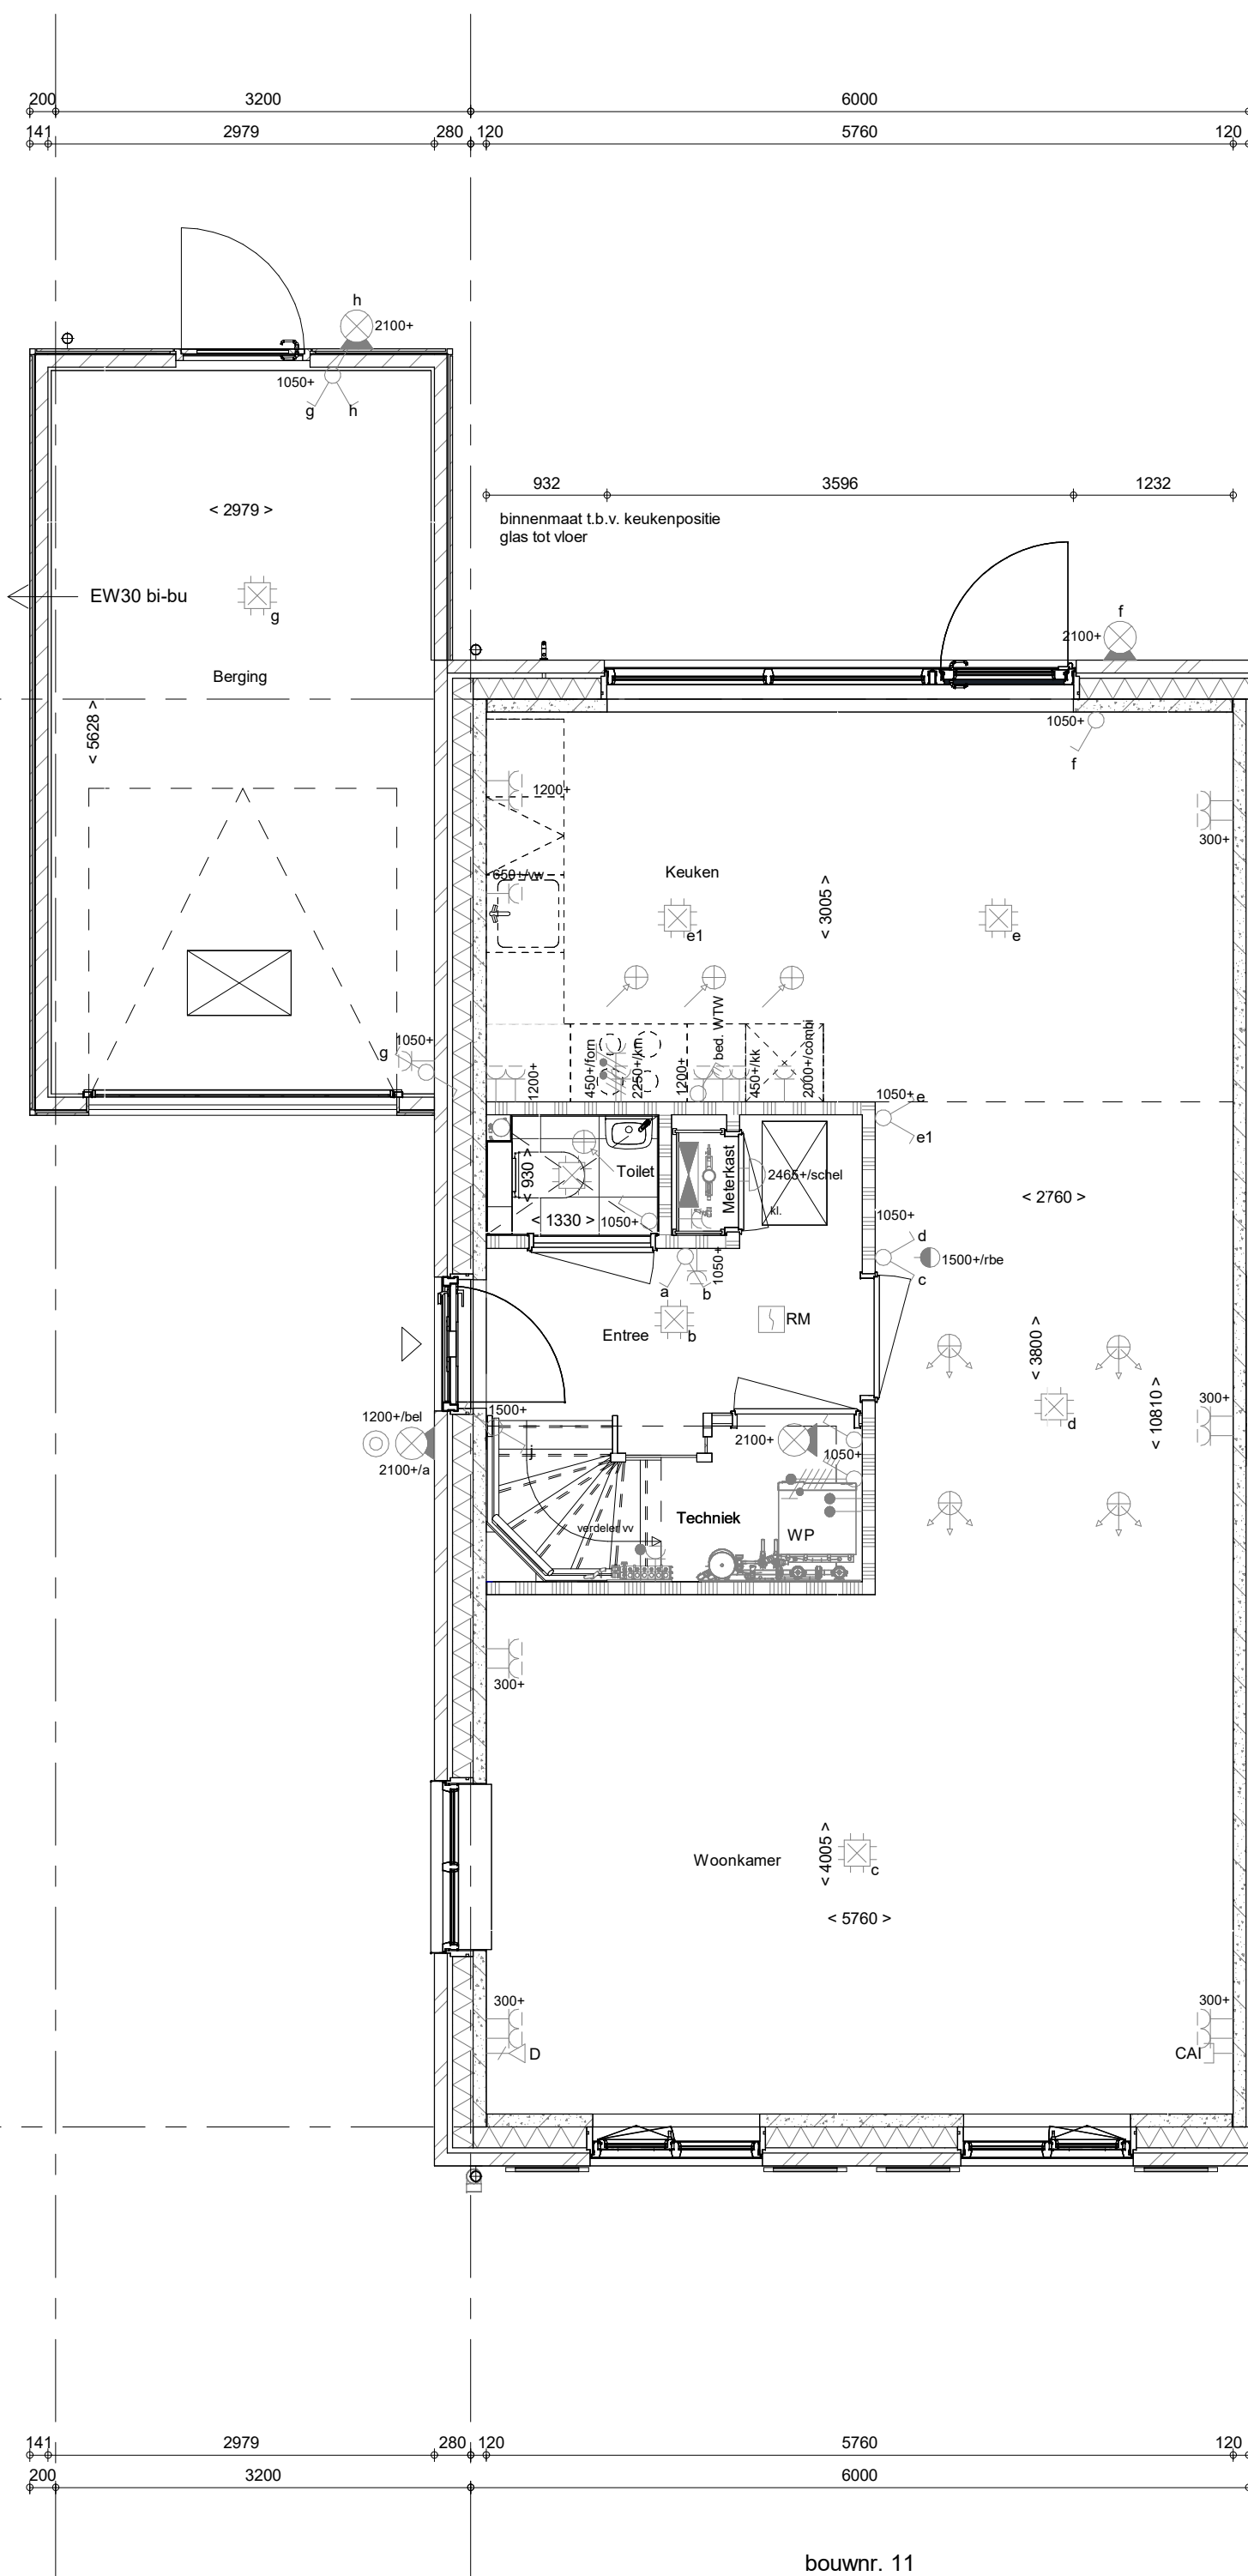 200 3200 6000
141 2979 280 120 5760 120
h
2100+
1050+
g h
932 3596 1232
binnenmaat t.b.v. keukenpositie
glas tot vloer
< 2979 >
EW30 bi-bu
g
f
2100+
Berging
< 5628 >
1050+
f
1200+
300+
Keuken
650+/vw
< 3005 >
e1
e
1050+
g
1200+
450+/forn
2250+/km
1200+
bed. WTW
450+/kk
2000+/combi
1050+ e
e1
< 930 >
Toilet
Meterkast
2465+/schel
kl.
< 2760 >
< 1330 >
1050+
1050+
d
c
1500+/rbe
1050+
a b
Entree
b
RM
< 3800 >
d
< 10810 >
300+
1200+/bel
2100+/a
1500+
j
2100+
1050+
Techniek
verdeler vv
WP
300+
Woonkamer
< 4005 >
c
< 5760 >
300+
D
300+
CAI
141 2979 280 120 5760 120
200 3200 6000
bouwnr. 11